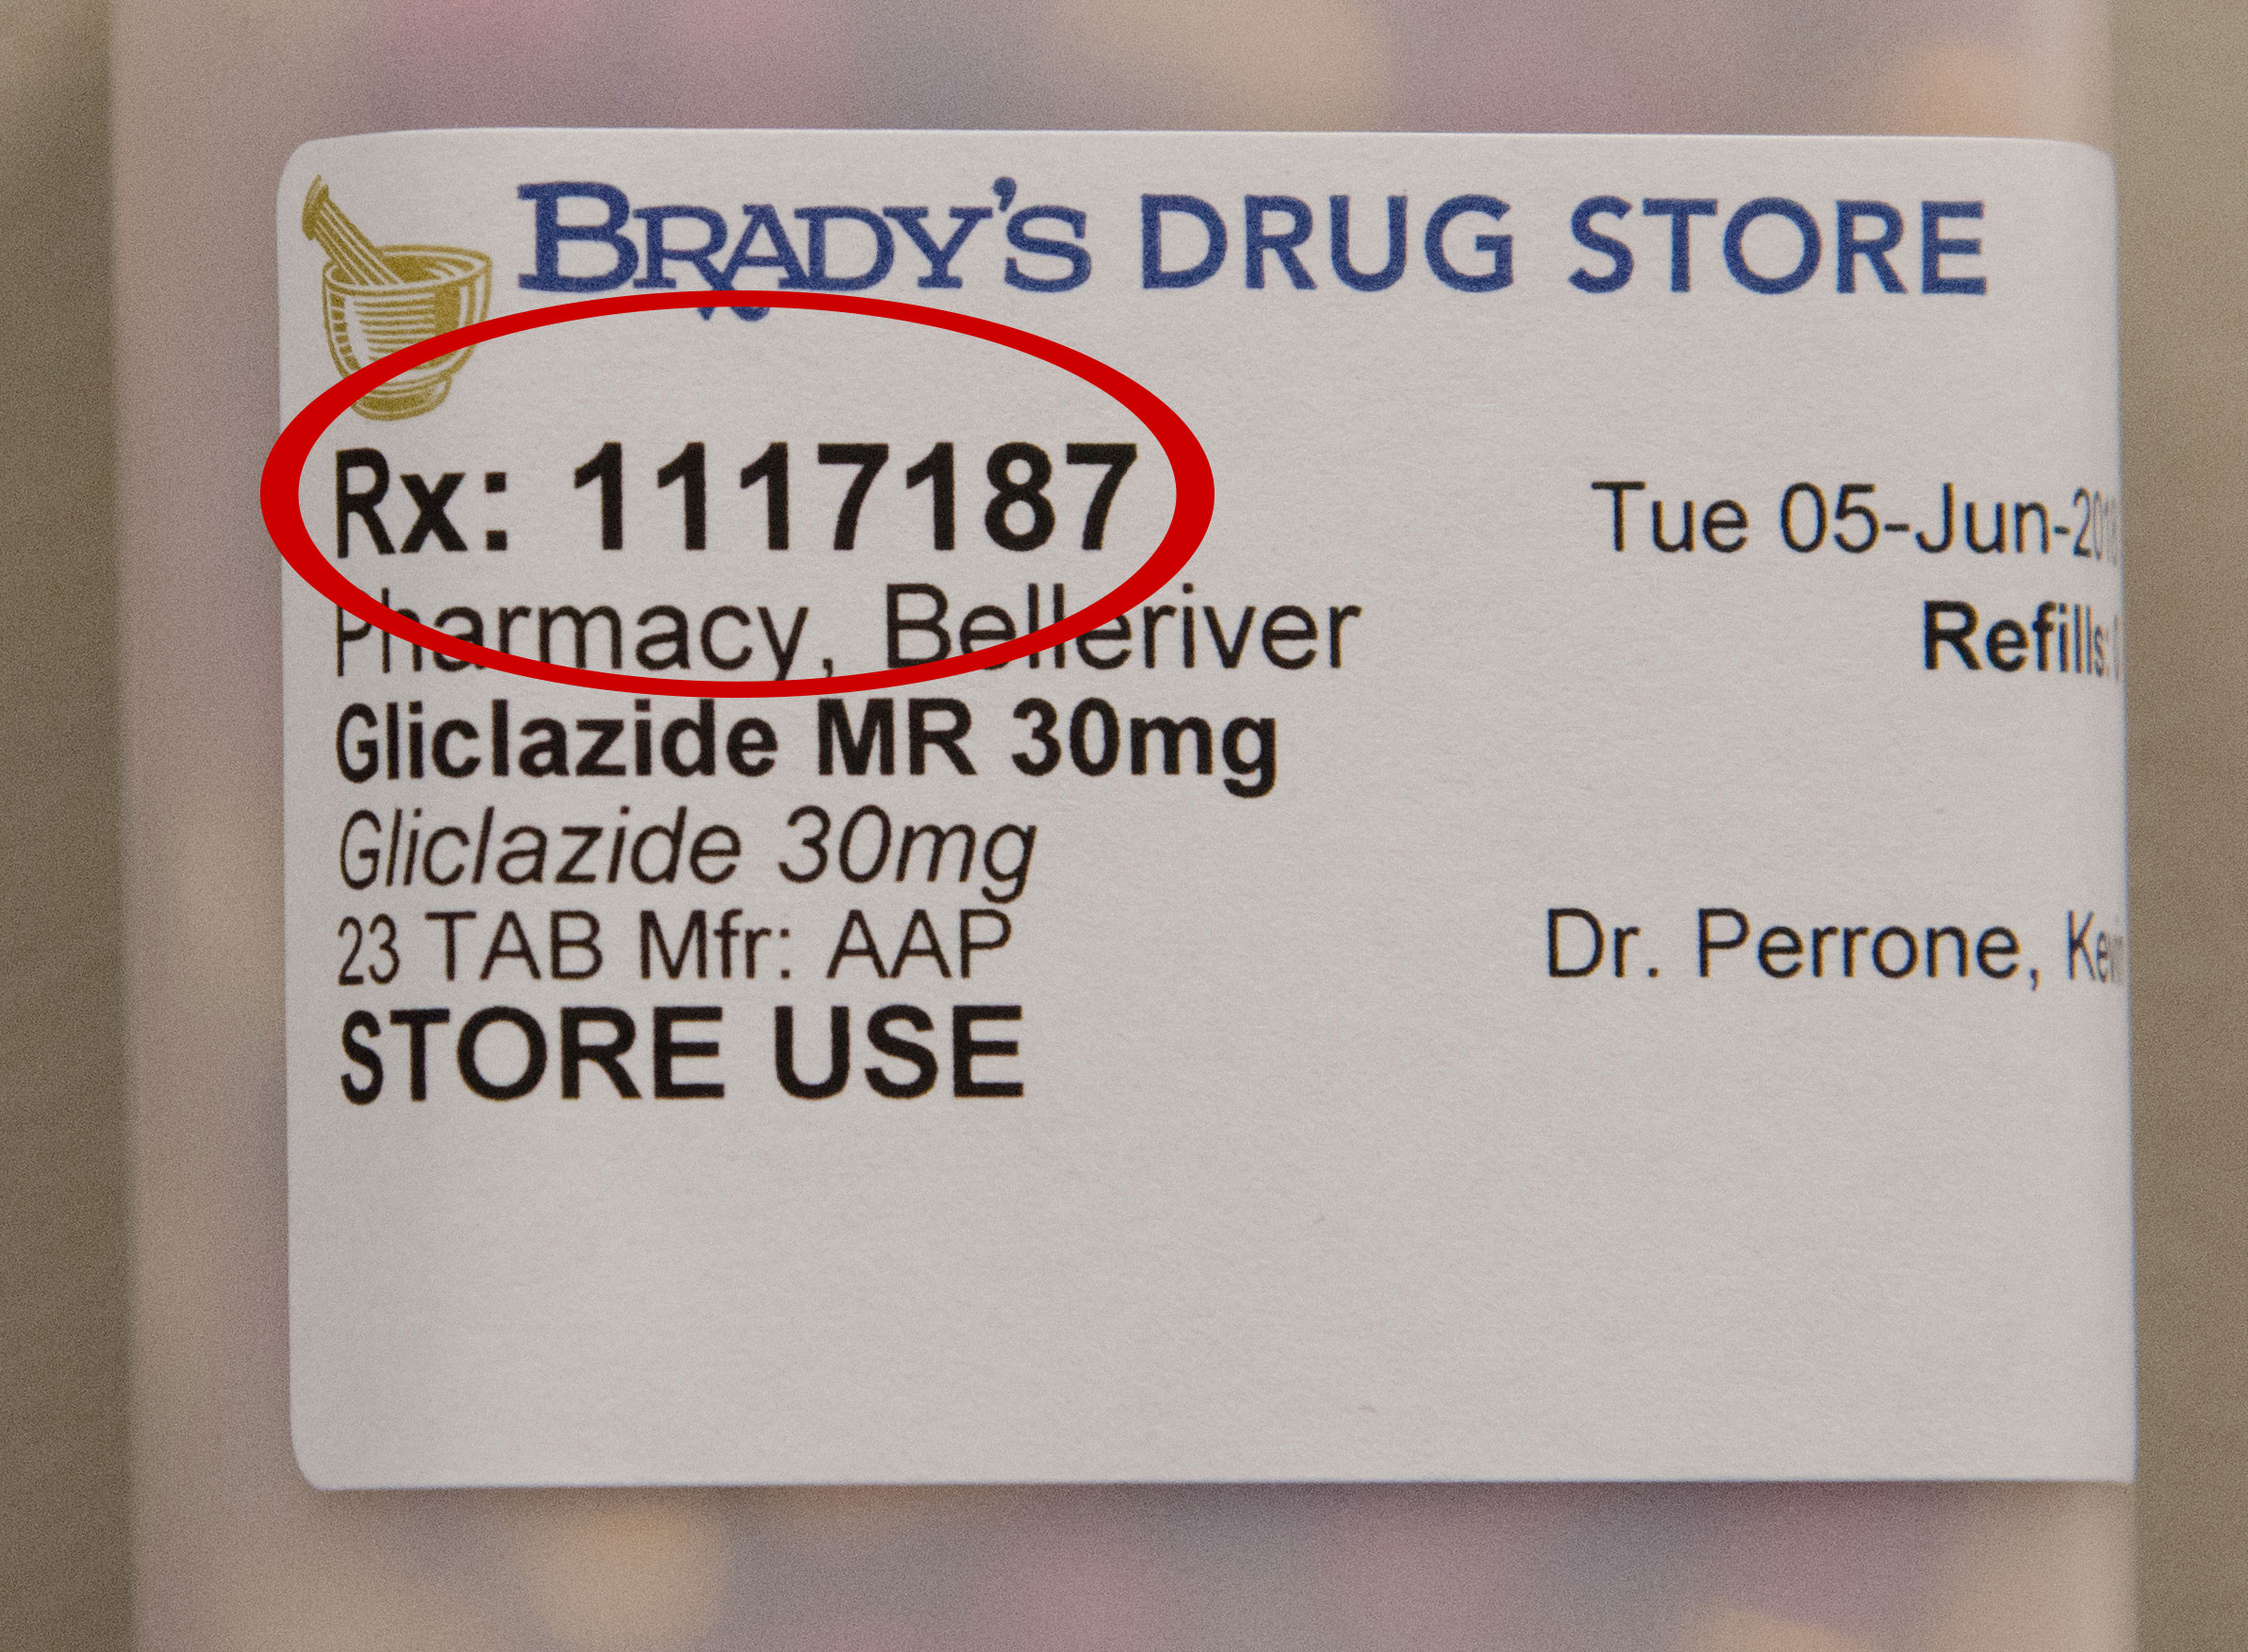 BRADY'S DRUG STORE
Rx: 1117187
Tue 05-Jun-
Pharmacy, Belleriver
Refills:
Gliclazide MR 30mg
Gliclazide 30mg
23 TAB Mfr: AAP
Dr. Perrone,
STORE USE